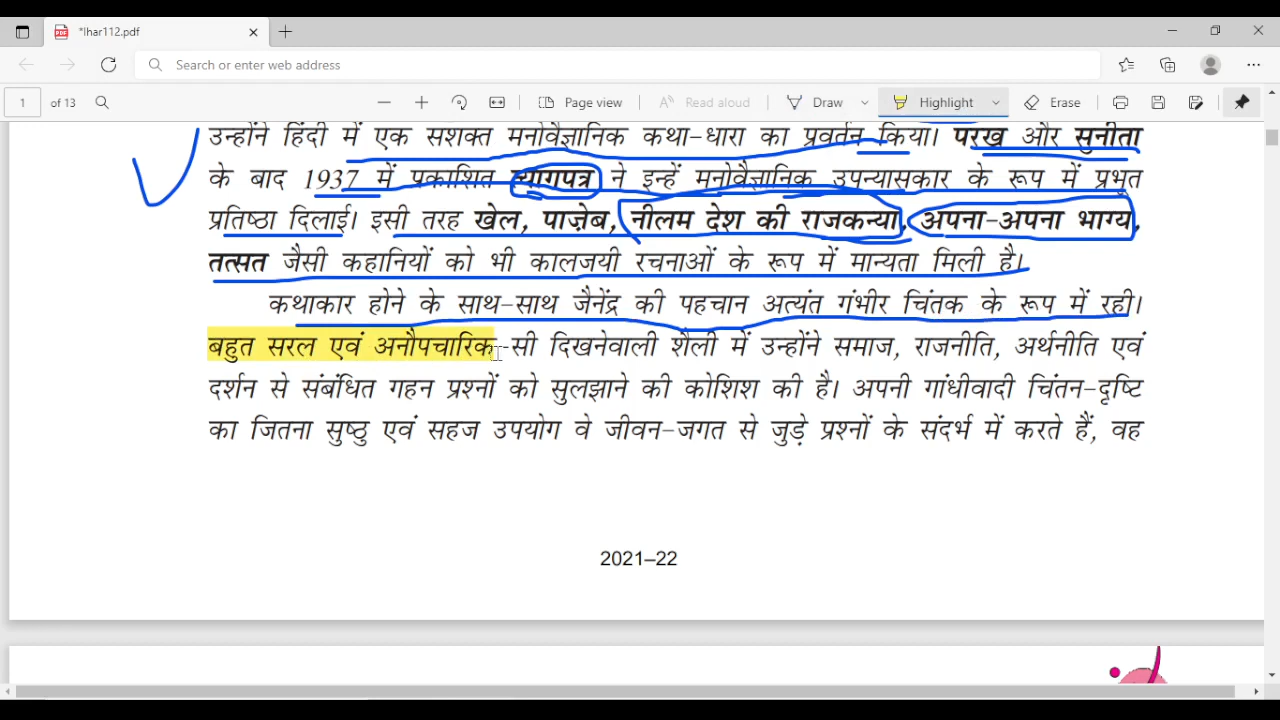 *lhar112.pdf
Search or enter web address
1 of 13 Page view Read aloud Draw Highlight Erase
उन्होंने हिंदी में एक सशक्त मनोवैज्ञानिक कथा-धारा का प्रवर्तन किया। परख और सुनीता
के बाद 1937 में प्रकाशित त्यागपत्र ने इन्हें मनोवैज्ञानिक उपन्यासकार के रूप में प्रभूत
प्रतिष्ठा दिलाई। इसी तरह खेल, पाज़ेब, नीलम देश की राजकन्या, अपना-अपना भाग्य,
तत्सत जैसी कहानियों को भी कालजयी रचनाओं के रूप में मान्यता मिली है।
कथाकार होने के साथ-साथ जैनेंद्र की पहचान अत्यंत गंभीर चिंतक के रूप में रही।
बहुत सरल एवं अनौपचारिक-सी दिखनेवाली शैली में उन्होंने समाज, राजनीति, अर्थनीति एवं
दर्शन से संबंधित गहन प्रश्नों को सुलझाने की कोशिश की है। अपनी गांधीवादी चिंतन-दृष्टि
का जितना सुष्ठु एवं सहज उपयोग वे जीवन-जगत से जुड़े प्रश्नों के संदर्भ में करते हैं, वह
2021–22